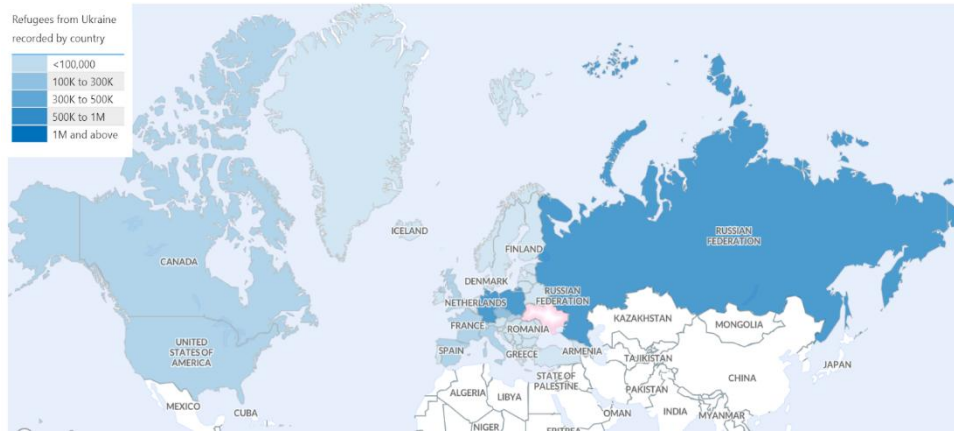 Refugees from Ukraine
recorded by country
<100,000
100K to 300K
300K to 500K
500K to 1M
1M and above
ICELAND
FINLAND
RUSSIAN
FEDERATION
CANADA
DENMARK
NETHERLANDS
RUSSIAN
FEDERATION
KAZAKHSTAN
MONGOLIA
FRANCE
ROMANIA
UNITED
STATES OF
AMERICA
SPAIN
GREECE
ARMENIA
TAJIKISTAN
CHINA
JAPAN
STATE OF
PALESTINE
PAKISTAN
ALGERIA
LIBYA
MEXICO
CUBA
OMAN
INDIA
MYANMAR
NIGER